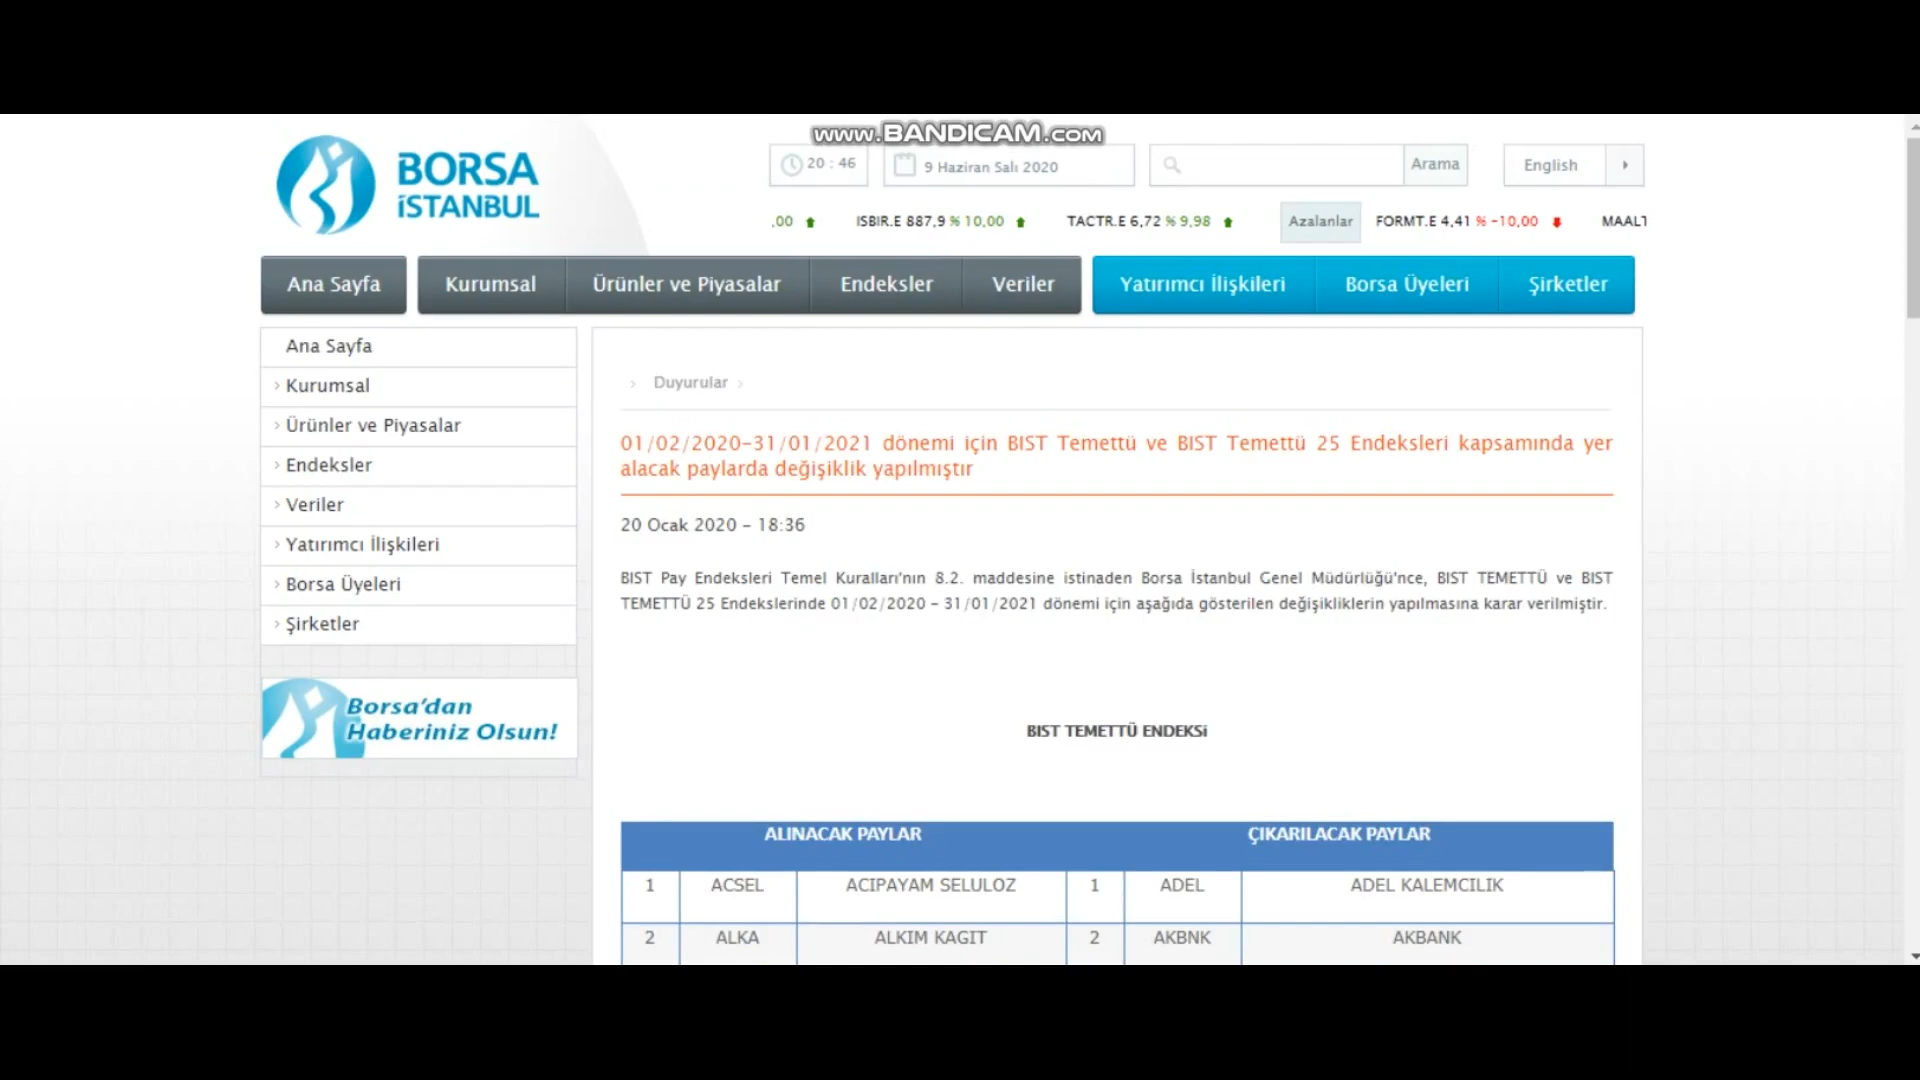 www.BANDICAM.com
BORSA
İSTANBUL
20 : 46
9 Haziran Salı 2020
Arama
English
.00 ISBIR.E 887,9 % 10,00 TACTR.E 6,72 % 9,98 Azalanlar FORMT.E 4,41 % -10,00 MAALT
Ana Sayfa Kurumsal Ürünler ve Piyasalar Endeksler Veriler Yatırımcı İlişkileri Borsa Üyeleri Şirketler
Ana Sayfa
Kurumsal
Ürünler ve Piyasalar
Endeksler
Veriler
Yatırımcı İlişkileri
Borsa Üyeleri
Şirketler
Borsa'dan
Haberiniz Olsun!
Duyurular
01/02/2020-31/01/2021 dönemi için BIST Temettü ve BIST Temettü 25 Endeksleri kapsamında yer
alacak paylarda değişiklik yapılmıştır
20 Ocak 2020 - 18:36
BIST Pay Endeksleri Temel Kuralları'nın 8.2. maddesine istinaden Borsa İstanbul Genel Müdürlüğü'nce, BIST TEMETTÜ ve BIST
TEMETTÜ 25 Endekslerinde 01/02/2020 - 31/01/2021 dönemi için aşağıda gösterilen değişikliklerin yapılmasına karar verilmiştir.
BIST TEMETTÜ ENDEKSİ
ALINACAK PAYLAR ÇIKARILACAK PAYLAR
1 ACSEL ACIPAYAM SELULOZ 1 ADEL ADEL KALEMCILIK
2 ALKA ALKIM KAGIT 2 AKBNK AKBANK